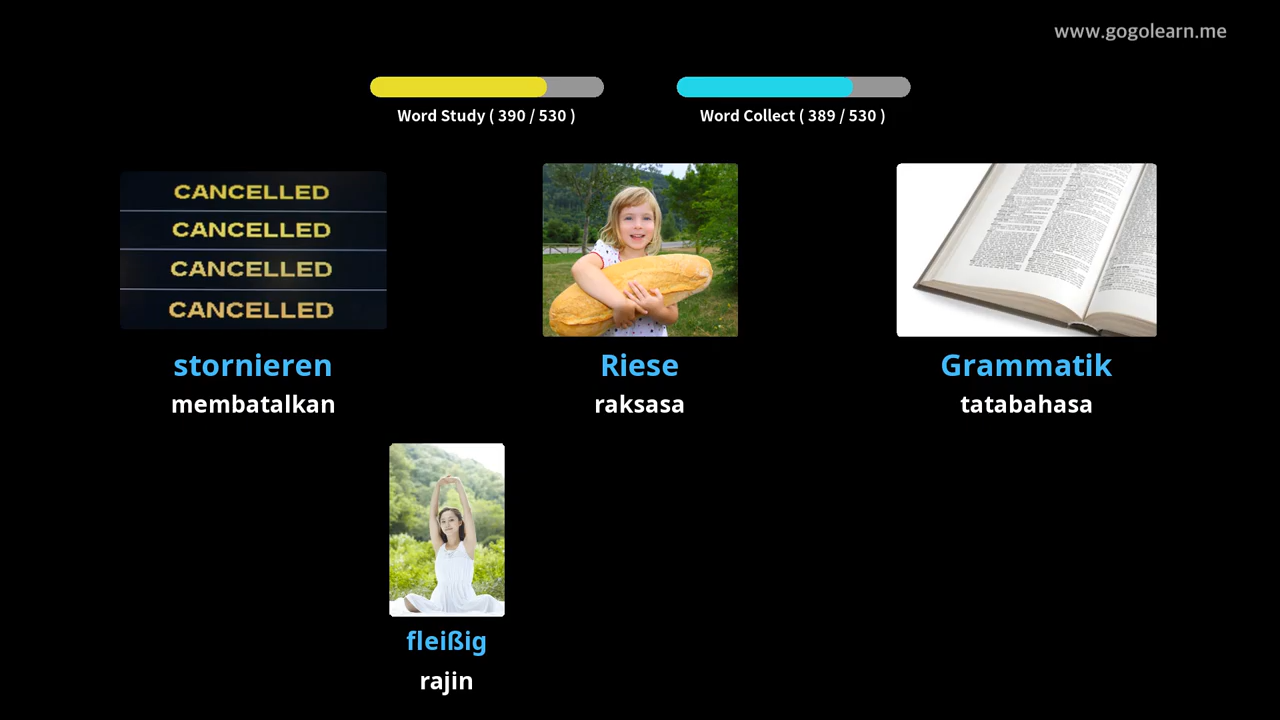 www.gogolearn.me
Word Study ( 390 / 530 )
Word Collect ( 389 / 530 )
CANCELLED
CANCELLED
CANCELLED
CANCELLED
stornieren
membatalkan
Riese
raksasa
Grammatik
tatabahasa
fleißig
rajin